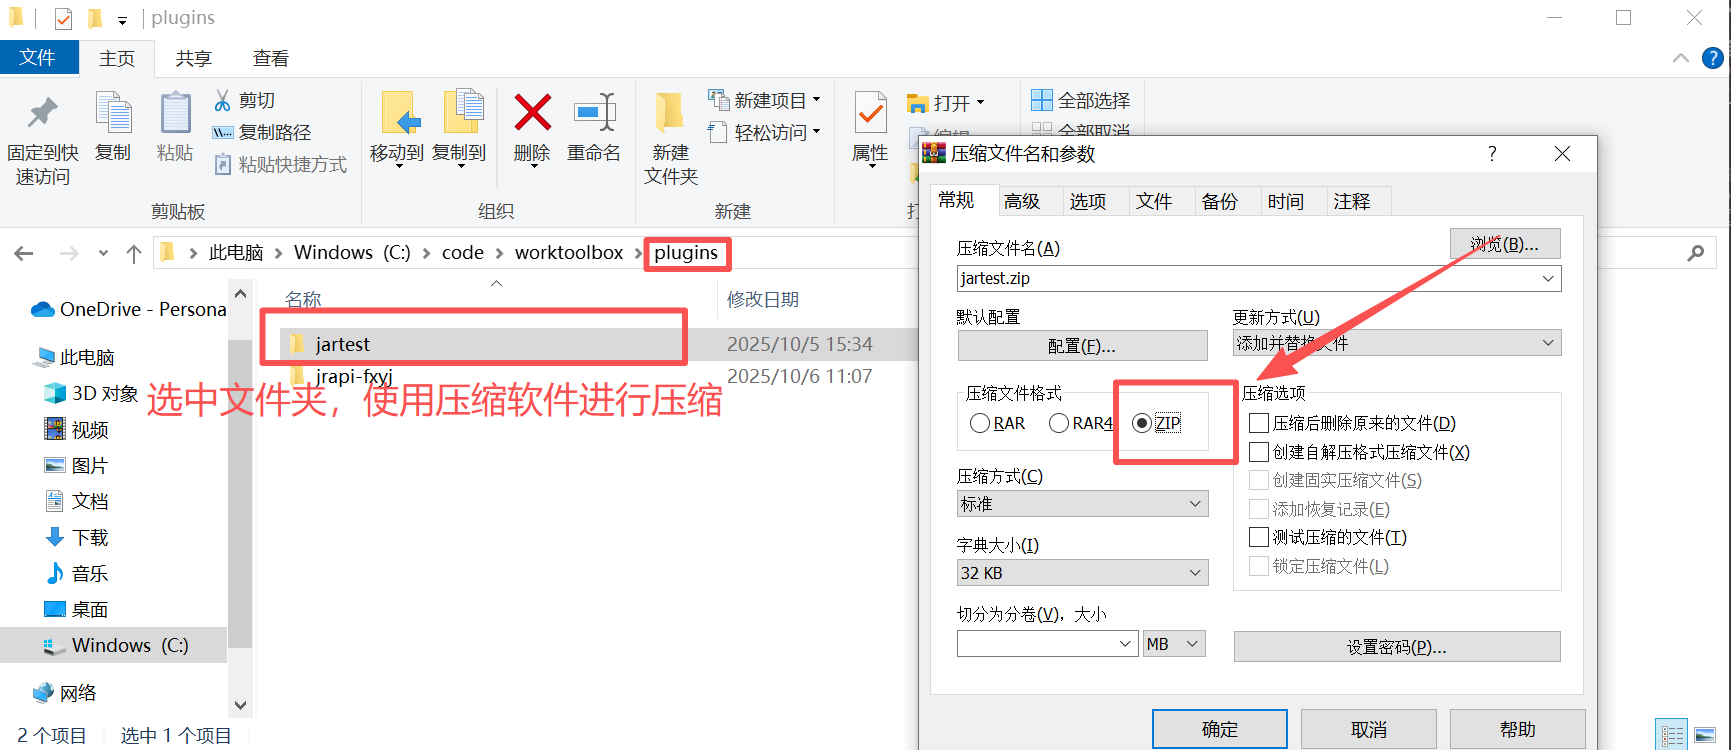 plugins
文件
主页
共享
查看
固定到快
速访问
复制
粘贴
剪切
复制路径
粘贴快捷方式
剪贴板
移动到
复制到
删除
重命名
组织
新建
文件夹
新建项目
轻松访问
新建
属性
打开
编辑
打
全部选择
全部取消
此电脑
Windows (C:)
code
worktoolbox
plugins
名称
修改日期
jartest
2025/10/5 15:34
jrapi-fxyj
2025/10/6 11:07
选中文件夹，使用压缩软件进行压缩
OneDrive - Persona
此电脑
3D 对象
视频
图片
文档
下载
音乐
桌面
Windows (C:)
网络
2 个项目
选中 1 个项目
压缩文件名和参数
?
常规
高级
选项
文件
备份
时间
注释
压缩文件名(A)
浏览(B)...
jartest.zip
默认配置
配置(F)...
更新方式(U)
添加并替换文件
压缩文件格式
RAR
RAR4
ZIP
压缩选项
压缩后删除原来的文件(D)
创建自解压格式压缩文件(X)
创建固实压缩文件(S)
添加恢复记录(E)
测试压缩的文件(T)
锁定压缩文件(L)
压缩方式(C)
标准
字典大小(I)
32 KB
切分为分卷(V)，大小
MB
设置密码(P)...
确定
取消
帮助